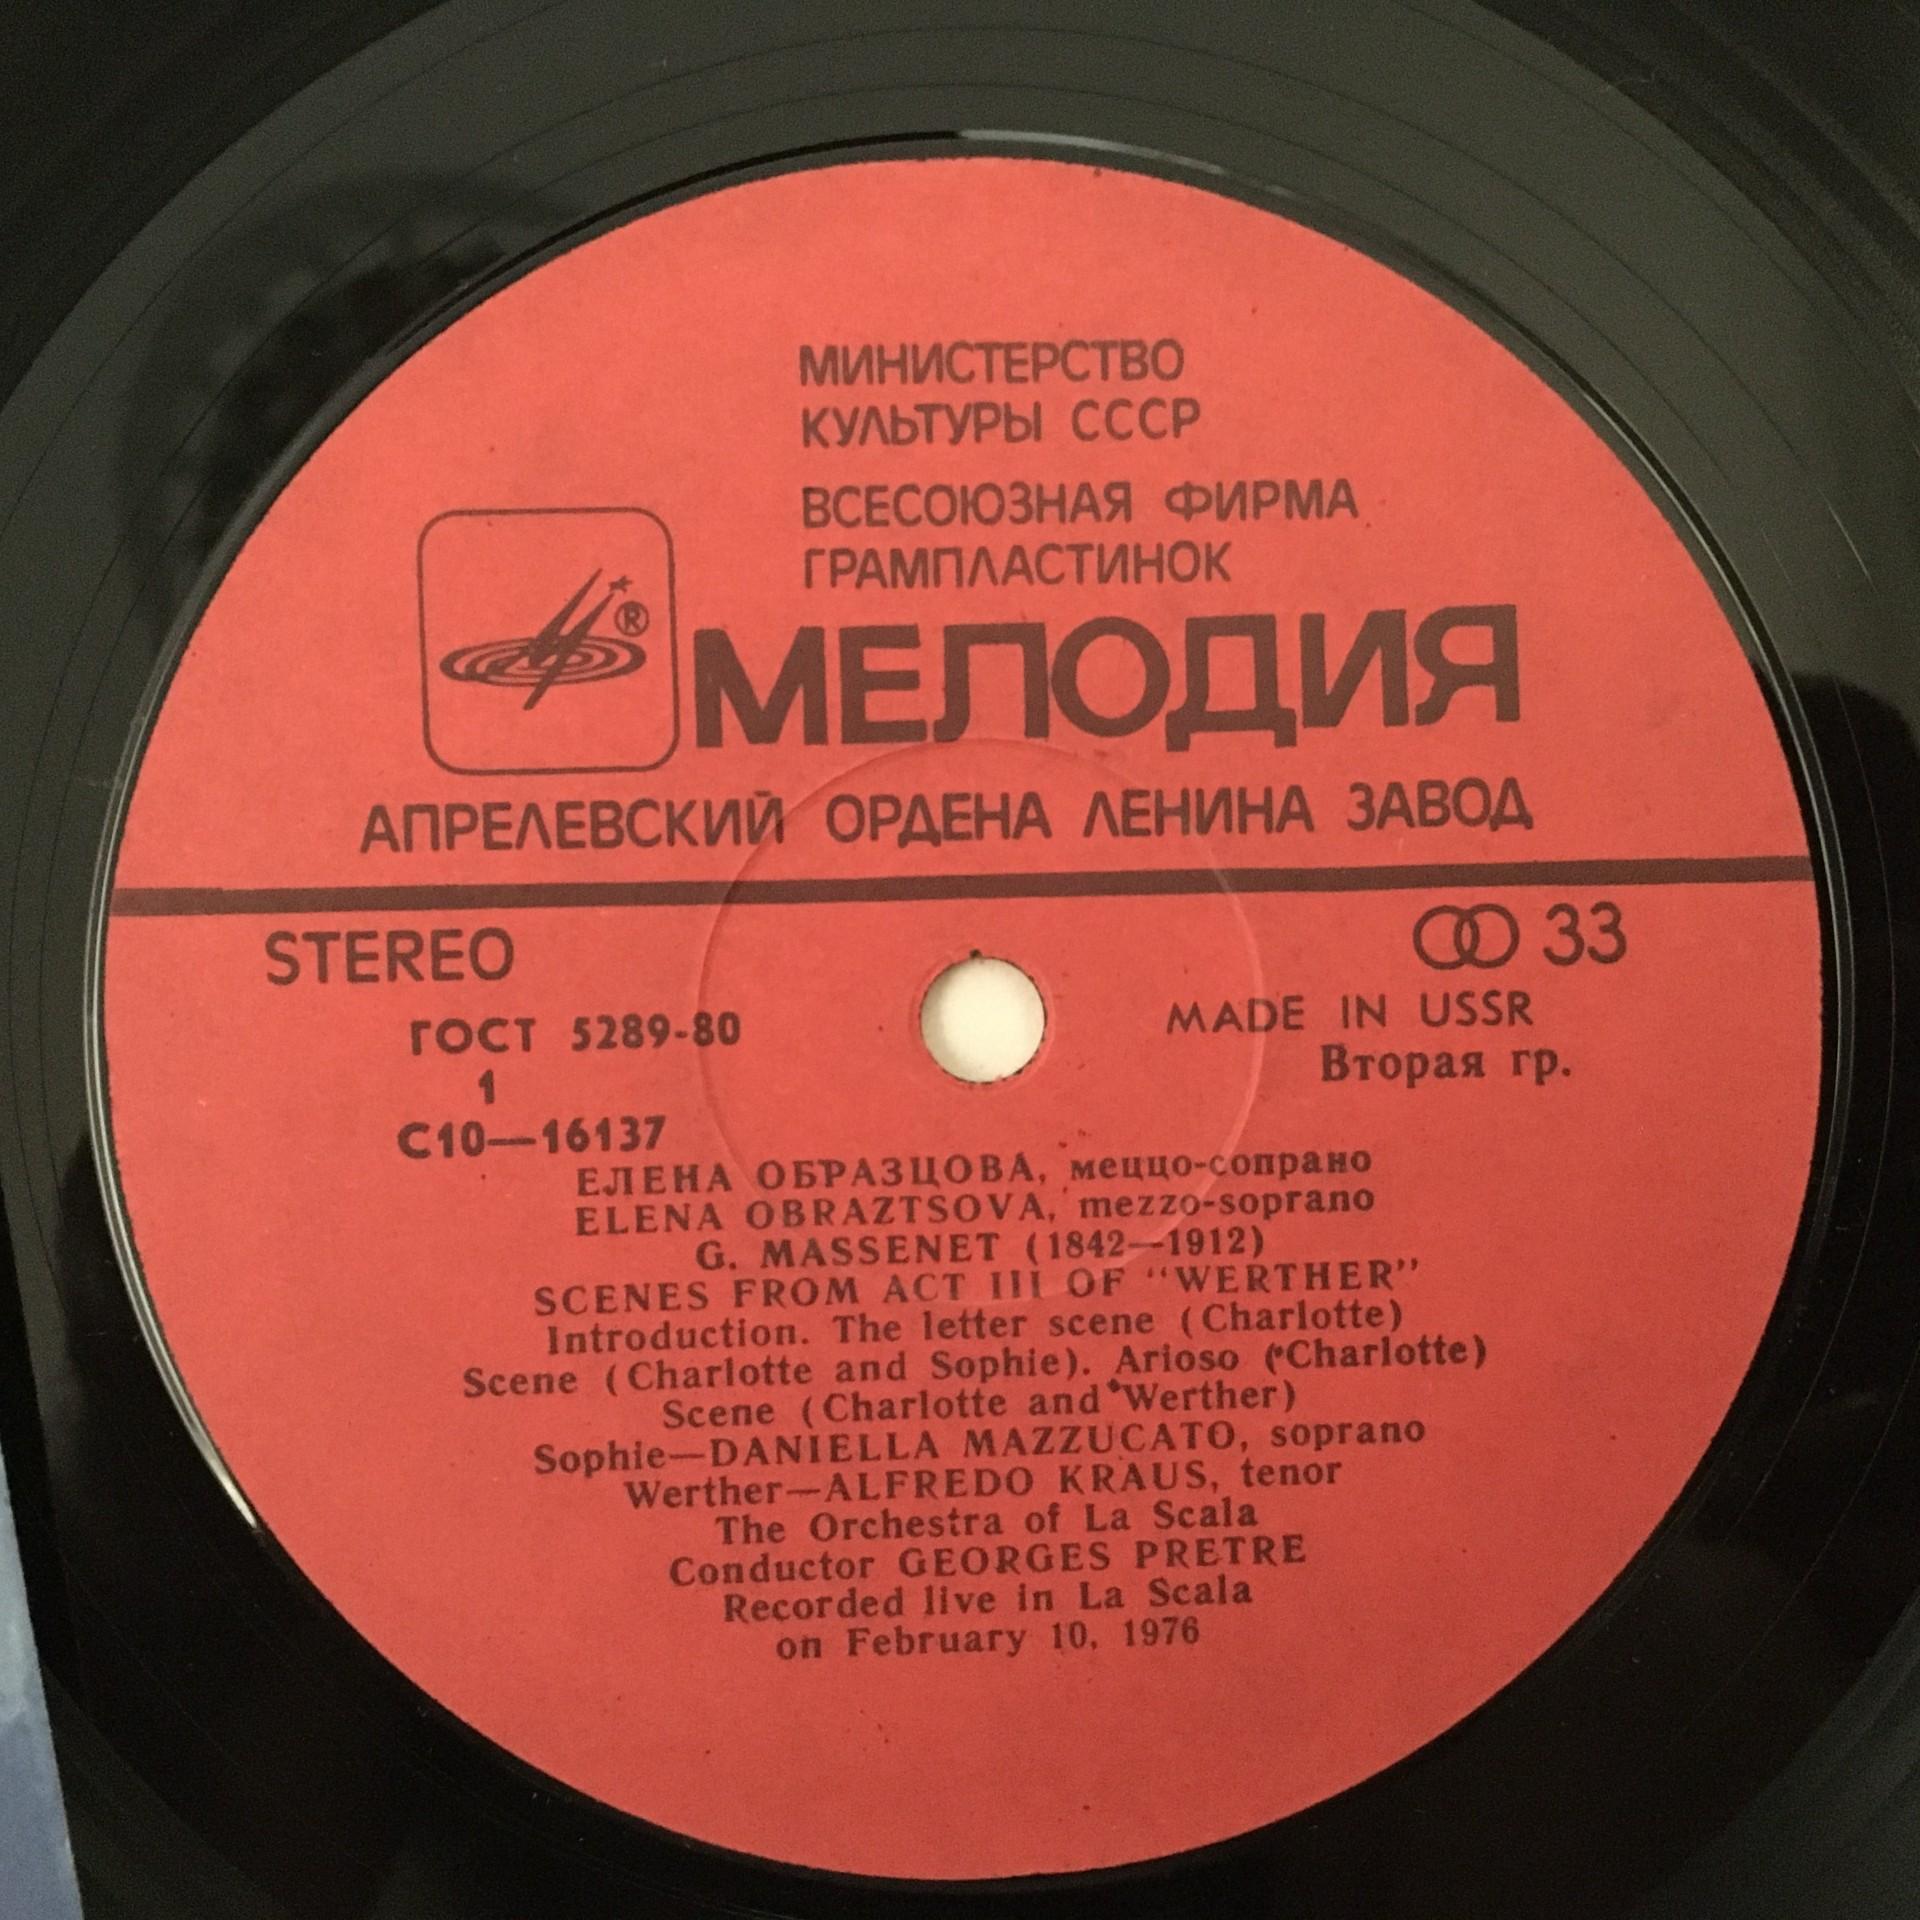 МИНИСТЕРСТВО
КУЛЬТУРЫ СССР
ВСЕСОЮЗНАЯ ФИРМА
ГРАМПЛАСТИНОК
®
МЕЛОДИЯ
АПРЕЛЕВСКИЙ ОРДЕНА ЛЕНИНА ЗАВОД
STEREO
33
ГОСТ 5289-80
MADE IN USSR
1
Вторая гр.
С10—16137
ЕЛЕНА ОБРАЗЦОВА, меццо-сопрано
ELENA OBRAZTSOVA, mezzo-soprano
G. MASSENET (1842—1912)
SCENES FROM ACT III OF "WERTHER"
Introduction. The letter scene (Charlotte)
Scene (Charlotte and Sophie). Arioso (Charlotte)
Scene (Charlotte and Werther)
Sophie—DANIELLA MAZZUCATO, soprano
Werther—ALFREDO KRAUS, tenor
The Orchestra of La Scala
Conductor GEORGES PRETRE
Recorded live in La Scala
on February 10, 1976